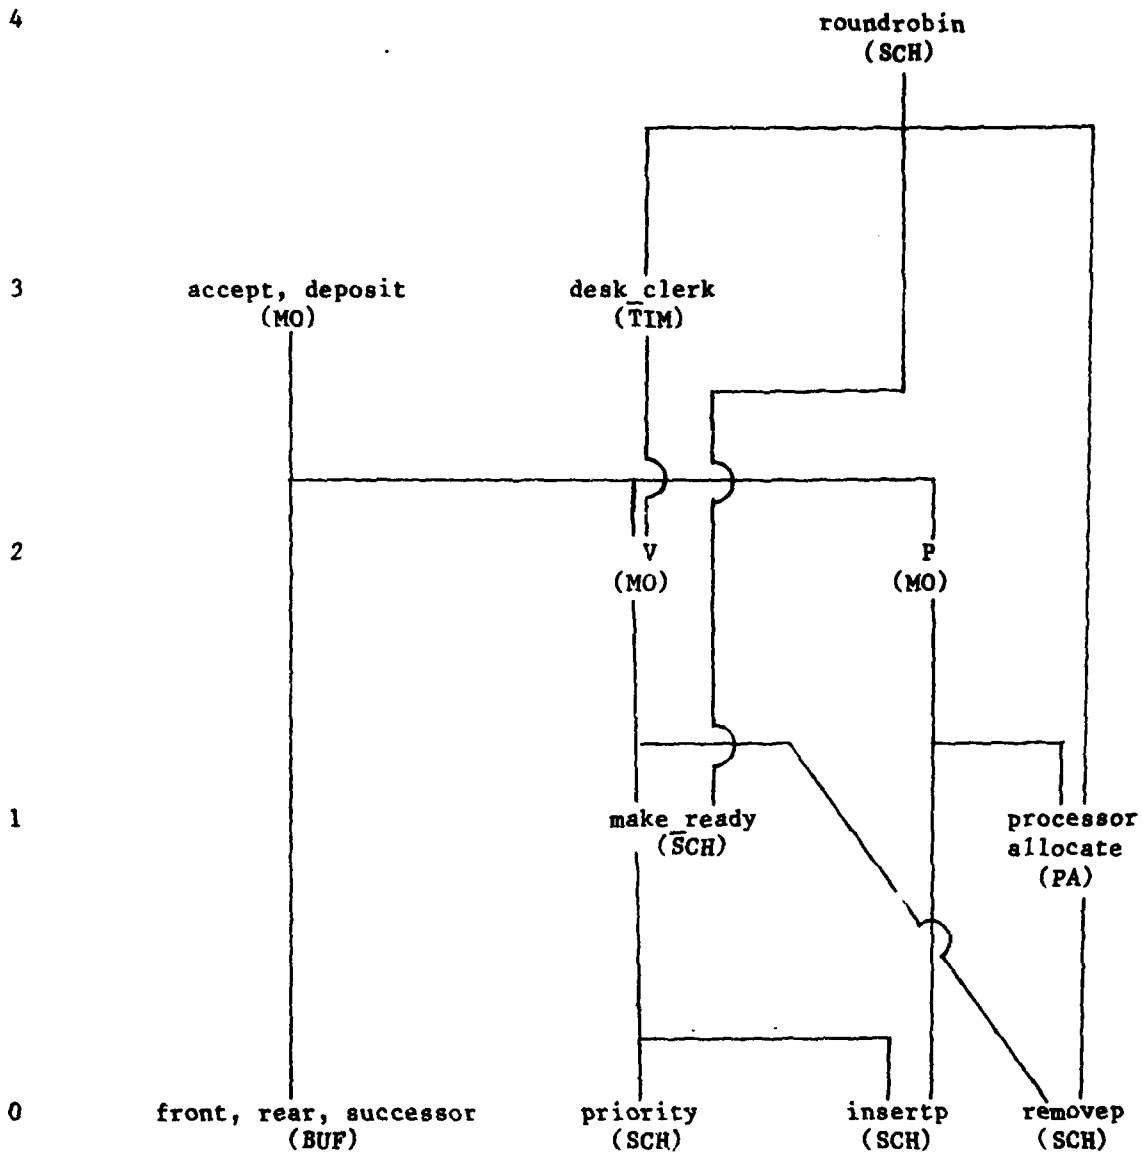 4
roundrobin
(SCH)
3
accept, deposit
(MO)
desk_clerk
(TIM)
2
V
(MO)
P
(MO)
1
make_ready
(SCH)
processor
allocate
(PA)
0
front, rear, successor
(BUF)
priority
(SCH)
insertp
(SCH)
removep
(SCH)